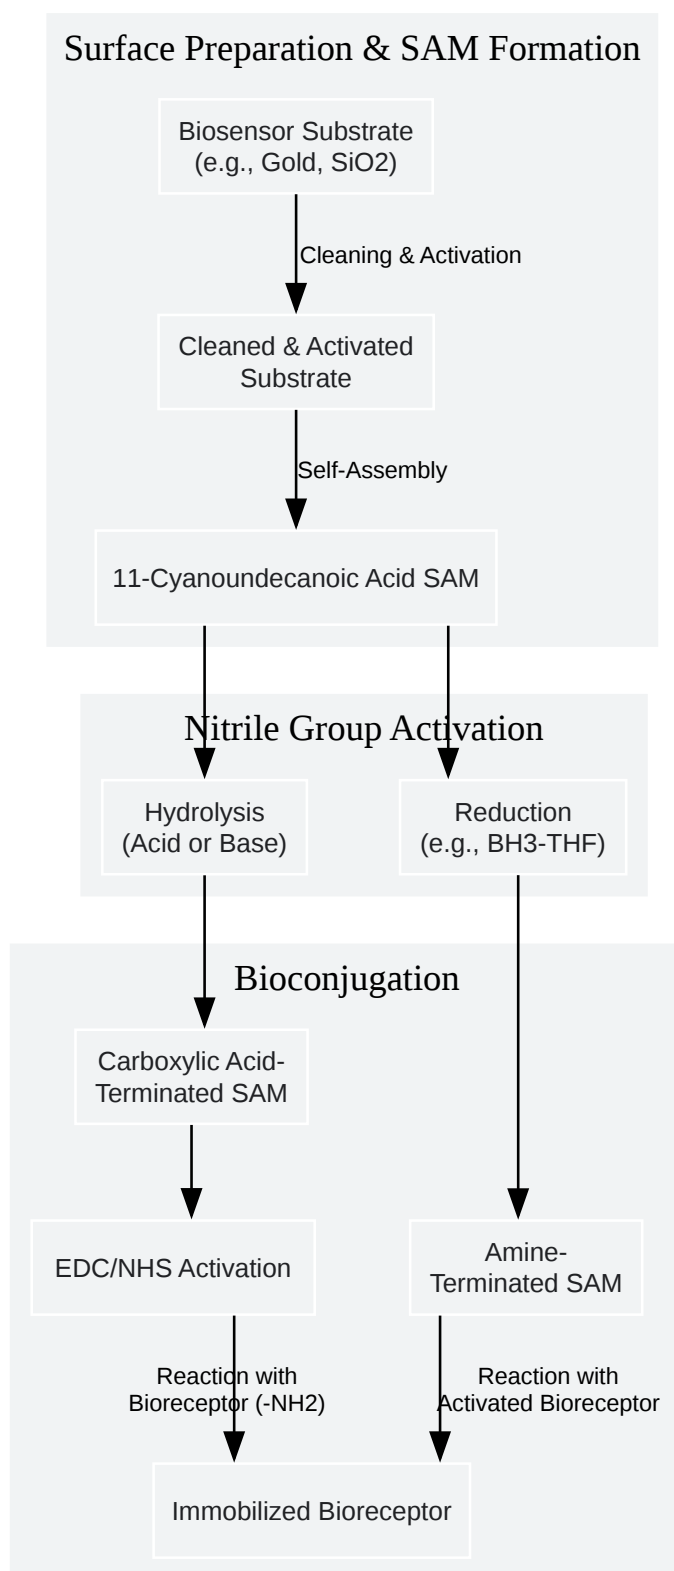 Surface Preparation & SAM Formation
Biosensor Substrate
(e.g., Gold, SiO2)
Cleaning & Activation
Cleaned & Activated
Substrate
Self-Assembly
11-Cyanoundecanoic Acid SAM
Nitrile Group Activation
Hydrolysis
(Acid or Base)
Reduction
(e.g., BH3-THF)
Bioconjugation
Carboxylic Acid-
Terminated SAM
EDC/NHS Activation
Amine-
Terminated SAM
Reaction with
Bioreceptor (-NH2)
Reaction with
Activated Bioreceptor
Immobilized Bioreceptor